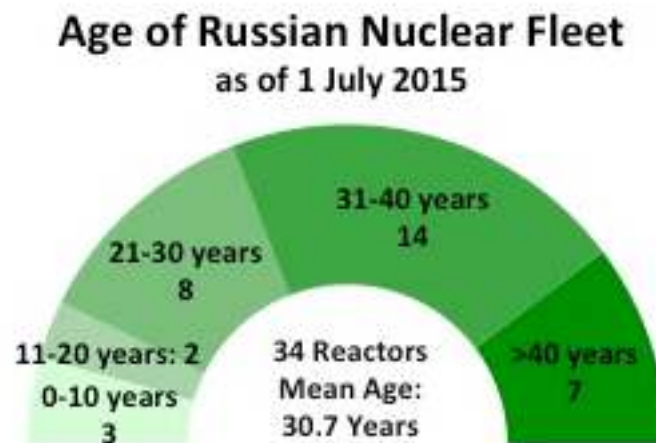 Age of Russian Nuclear Fleet
as of 1 July 2015
31-40 years
14
21-30 years
8
11-20 years: 2
0-10 years
3
34 Reactors
Mean Age:
30.7 Years
>40 years
7